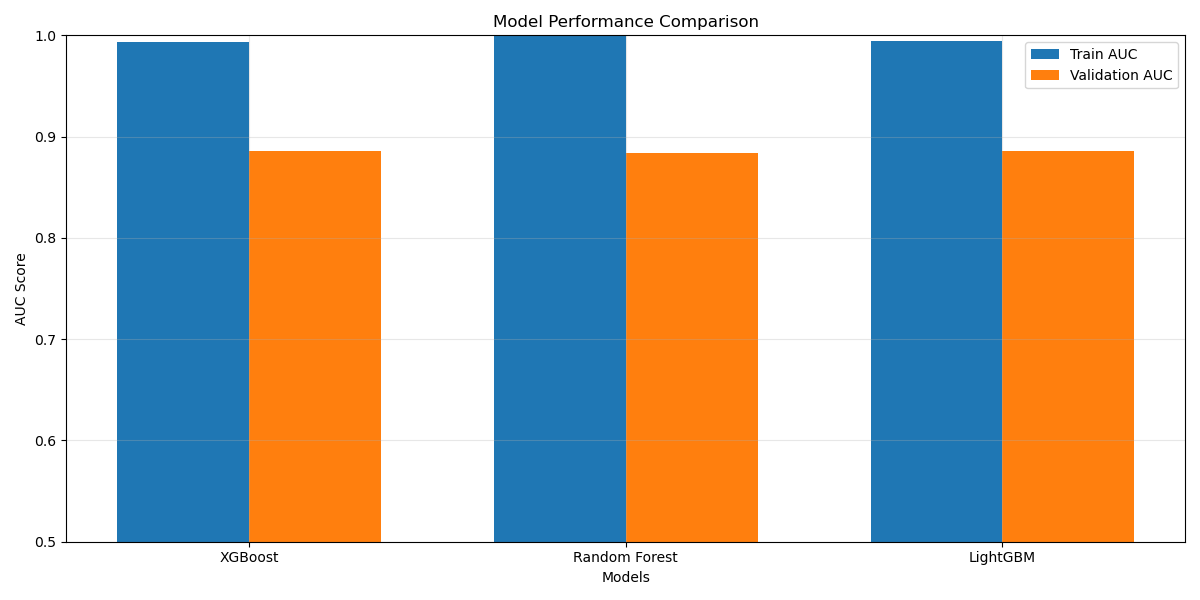 Model Performance Comparison
Train AUC
Validation AUC
1.0
0.9
0.8
0.7
0.6
0.5
AUC Score
XGBoost
Random Forest
LightGBM
Models